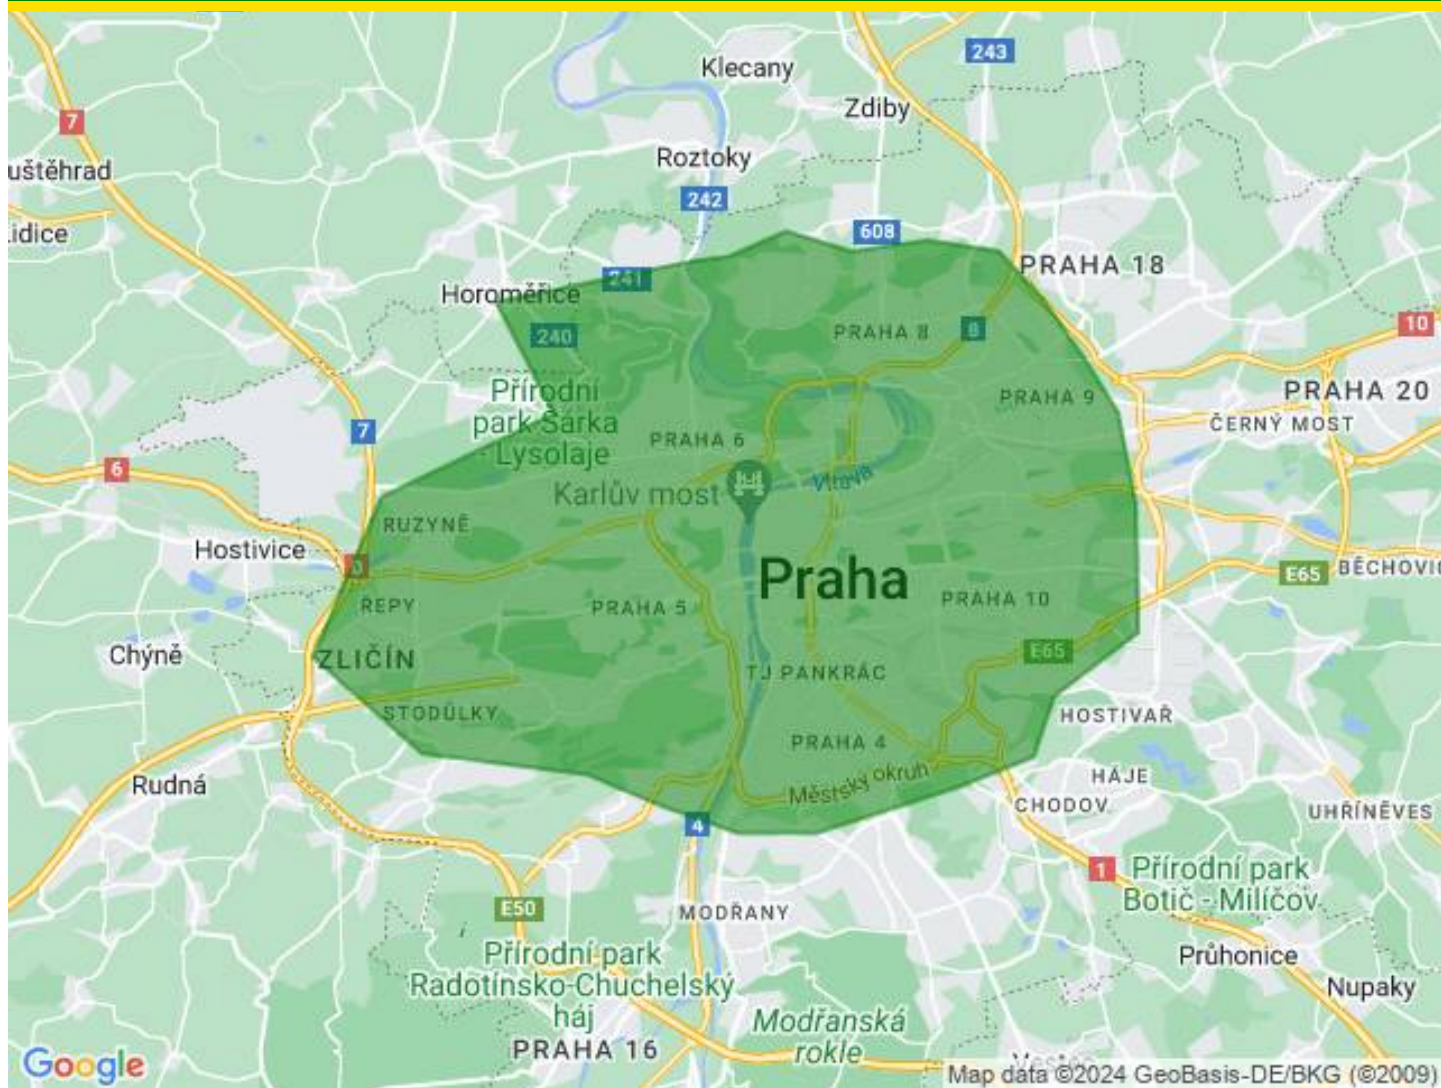 243
Klecany
Zdiby
7
Roztoky
uštěhrad
242
Lidice
608
PRAHA 18
241
Horoměřice
10
240
PRAHA 8
8
Přírodní
park Šárka
Lysolaje
PRAHA 9
PRAHA 20
ČERNÝ MOST
7
PRAHA 6
6
Vltava
Karlův most
RUZYNĚ
Hostivice
0
E65
BĚCHOVIC
Praha
ŘEPY
PRAHA 5
PRAHA 10
Chýně
ZLIČÍN
E65
TJ PANKRÁC
STODŮLKY
HOSTIVAŘ
PRAHA 4
Rudná
Městský okruh
HÁJE
CHODOV
UHŘÍNĚVES
4
1
Přírodní park
Botič - Milíčov
E50
MODŘANY
Přírodní park
Radotínsko-Chuchelský
háj
Průhonice
Nupaky
Modřanská
rokle
PRAHA 16
Vestec
Google
Map data ©2024 GeoBasis-DE/BKG (©2009)